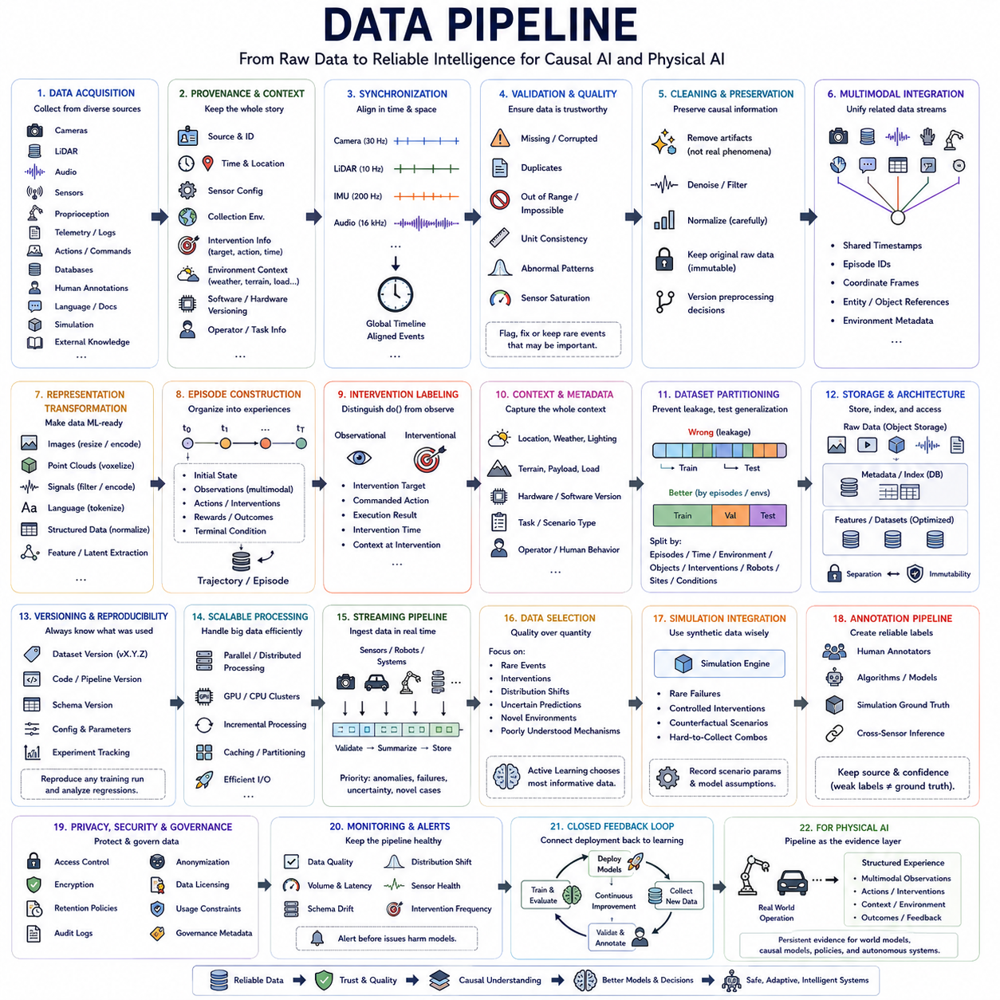 DATA PIPELINE
From Raw Data to Reliable Intelligence for Causal AI and Physical AI
1. DATA ACQUISITION
Collect from diverse sources
Cameras
LiDAR
Audio
Sensors
Proprioception
Telemetry / Logs
Actions / Commands
Databases
Human Annotations
Language / Docs
Simulation
External Knowledge
...
2. PROVENANCE & CONTEXT
Keep the whole story
Source & ID
Time & Location
Sensor Config
Collection Env.
Intervention Info
(target, action, time)
Environment Context
(weather, terrain, load...)
Software / Hardware
Versioning
Operator / Task Info
...
3. SYNCHRONIZATION
Align in time & space
Camera (30 Hz)
LiDAR (10 Hz)
IMU (200 Hz)
Audio (16 kHz)
...
Global Timeline
Aligned Events
...
4. VALIDATION & QUALITY
Ensure data is trustworthy
Missing / Corrupted
Duplicates
Out of Range /
Impossible
Unit Consistency
Abnormal Patterns
Sensor Saturation
Flag, fix or keep rare events
that may be important.
5. CLEANING & PRESERVATION
Preserve causal information
Remove artifacts
(not real phenomena)
Denoise / Filter
Normalize (carefully)
Keep original raw data
(immutable)
Version preprocessing
decisions
6. MULTIMODAL INTEGRATION
Unify related data streams
• Shared Timestamps
• Episode IDs
• Coordinate Frames
• Entity / Object References
• Environment Metadata
...
7. REPRESENTATION
TRANSFORMATION
Make data ML-ready
Images (resize / encode)
Point Clouds (voxelize)
Signals (filter / encode)
Aa Language (tokenize)
Structured Data (normalize)
Feature / Latent Extraction
...
8. EPISODE CONSTRUCTION
Organize into experiences
t0 t1 ... tT
• Initial State
• Observations (multimodal)
• Actions / Interventions
• Rewards / Outcomes
• Terminal Condition
Trajectory / Episode
9. INTERVENTION LABELING
Distinguish do() from observe
Observational Interventional
• Intervention Target
• Commanded Action
• Execution Result
• Intervention Time
• Context at Intervention
...
10. CONTEXT & METADATA
Capture the whole context
Location, Weather, Lighting
Terrain, Payload, Load
Hardware / Software Version
Task / Scenario Type
Operator / Human Behavior
...
11. DATASET PARTITIONING
Prevent leakage, test generalization
Wrong (leakage)
Train Test
Better (by episodes / envs)
Train Val Test
Split by:
Episodes / Time / Environment /
Objects / Interventions / Robots /
Sites / Conditions
12. STORAGE & ARCHITECTURE
Store, index, and access
Raw Data (Object Storage)
Metadata / Index (DB)
Features / Datasets (Optimized)
Separation Immutability
13. VERSIONING & REPRODUCIBILITY
Always know what was used
Dataset Version (vX.Y.Z)
Code / Pipeline Version
Schema Version
Config & Parameters
Experiment Tracking
Reproduce any training run
and analyze regressions.
14. SCALABLE PROCESSING
Handle big data efficiently
Parallel / Distributed
Processing
GPU / CPU Clusters
Incremental Processing
Caching / Partitioning
Efficient I/O
...
15. STREAMING PIPELINE
Ingest data in real time
Sensors / Robots /
Systems
...
Validate → Summarize → Store
Priority: anomalies, failures,
uncertainty, novel cases
16. DATA SELECTION
Quality over quantity
Focus on:
• Rare Events
• Interventions
• Distribution Shifts
• Uncertain Predictions
• Novel Environments
• Poorly Understood Mechanisms
Active Learning chooses
most informative data.
17. SIMULATION INTEGRATION
Use synthetic data wisely
Simulation Engine
• Rare Failures
• Controlled Interventions
• Counterfactual Scenarios
• Hard-to-Collect Combos
Record scenario params
& model assumptions.
18. ANNOTATION PIPELINE
Create reliable labels
Human Annotators
Algorithms / Models
Simulation Ground Truth
Cross-Sensor Inference
Keep source & confidence
(weak labels ≠ ground truth).
19. PRIVACY, SECURITY & GOVERNANCE
Protect & govern data
Access Control
Encryption
Retention Policies
Audit Logs
Anonymization
Data Licensing
Usage Constraints
Governance Metadata
20. MONITORING & ALERTS
Keep the pipeline healthy
Data Quality
Volume & Latency
Schema Drift
Distribution Shift
Sensor Health
Intervention Frequency
Alert before issues harm models.
21. CLOSED FEEDBACK LOOP
Connect deployment back to learning
Deploy
Models
Train &
Evaluate
Continuous
Improvement
Collect
New Data
Validate &
Annotate
22. FOR PHYSICAL AI
Pipeline as the evidence layer
...
Real World
Operation
Structured Experience
• Multimodal Observations
• Actions / Interventions
• Context / Environment
• Outcomes / Feedback
Persistent evidence for world models,
causal models, policies, and autonomous systems.
Reliable Data
Trust & Quality
Causal Understanding
Better Models & Decisions
Safe, Adaptive, Intelligent Systems